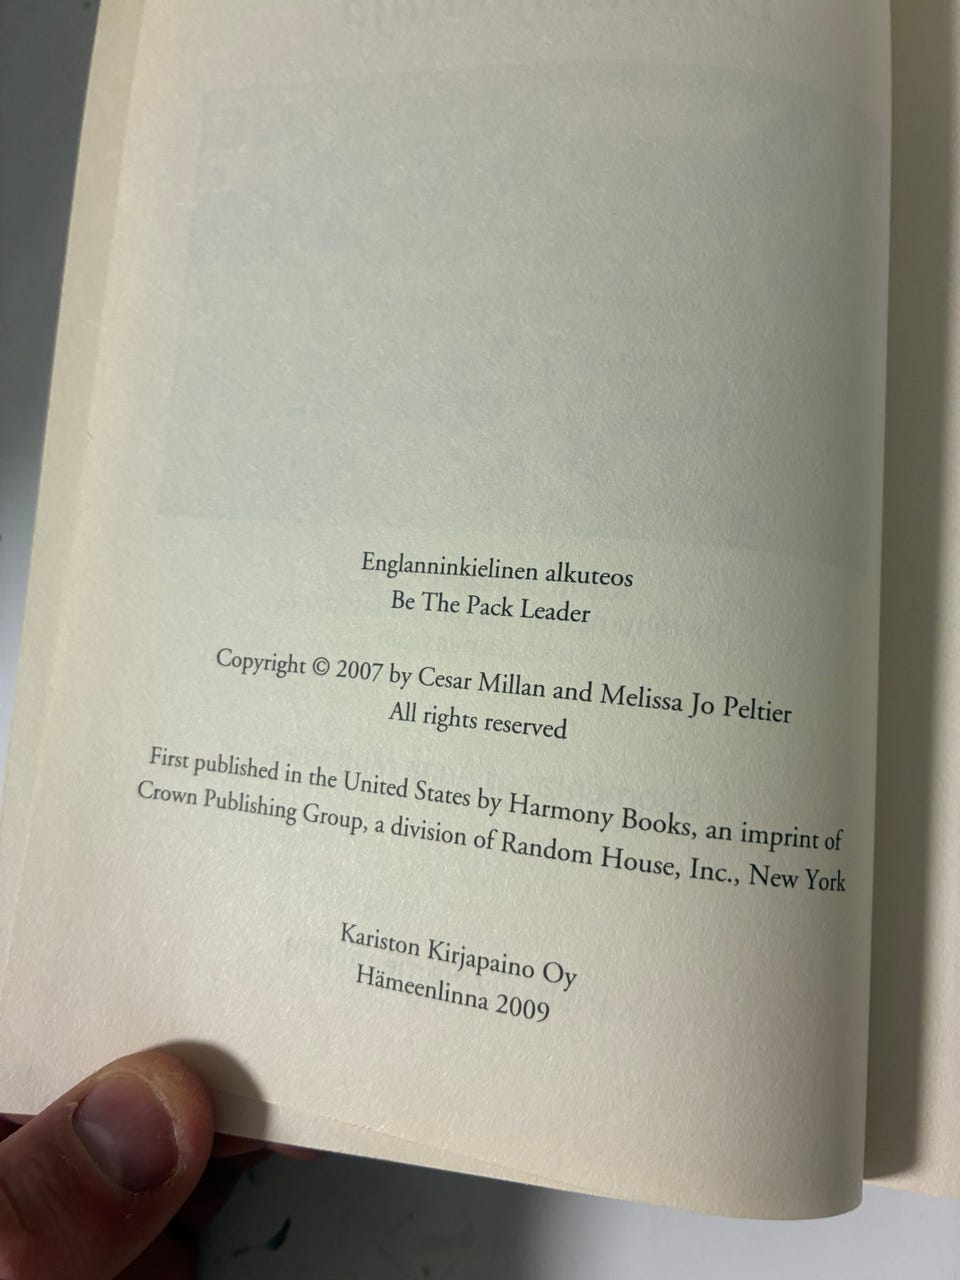 Englanninkielinen alkuteos
Be The Pack Leader
Copyright © 2007 by Cesar Millan and Melissa Jo Peltier
All rights reserved
First published in the United States by Harmony Books, an imprint of
Crown Publishing Group, a division of Random House, Inc., New York
Kariston Kirjapaino Oy
Hämeenlinna 2009